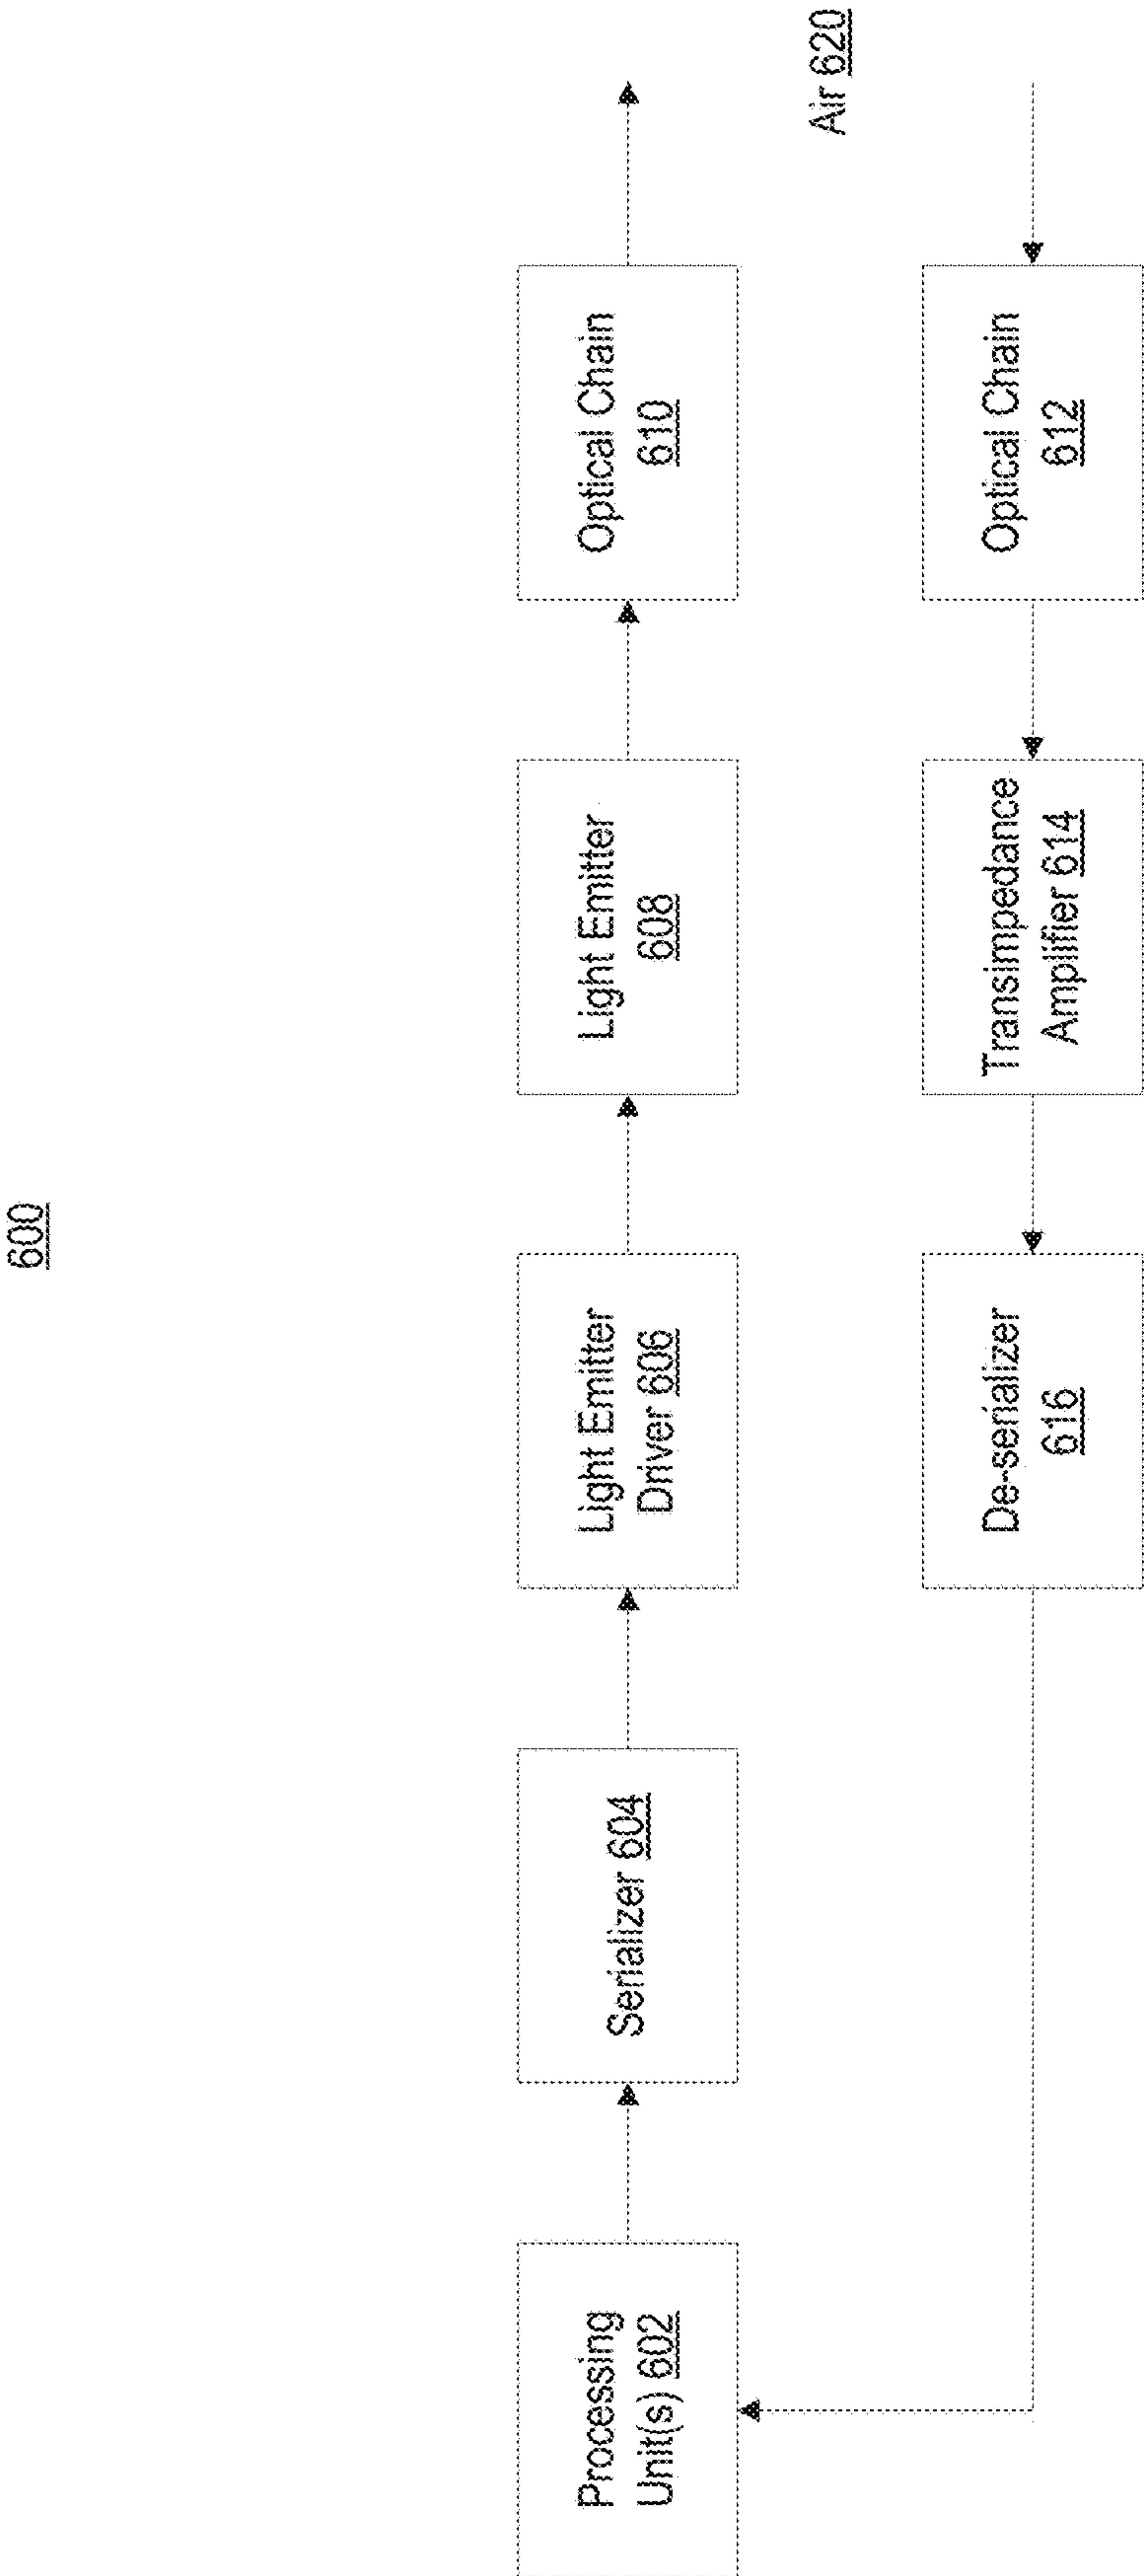 600
Processing
Unit(s) 602
Serializer 604
Light Emitter
Driver 606
Light Emitter
608
Optical Chain
610
Air 620
Optical Chain
612
Transimpedance
Amplifier 614
De-serializer
616